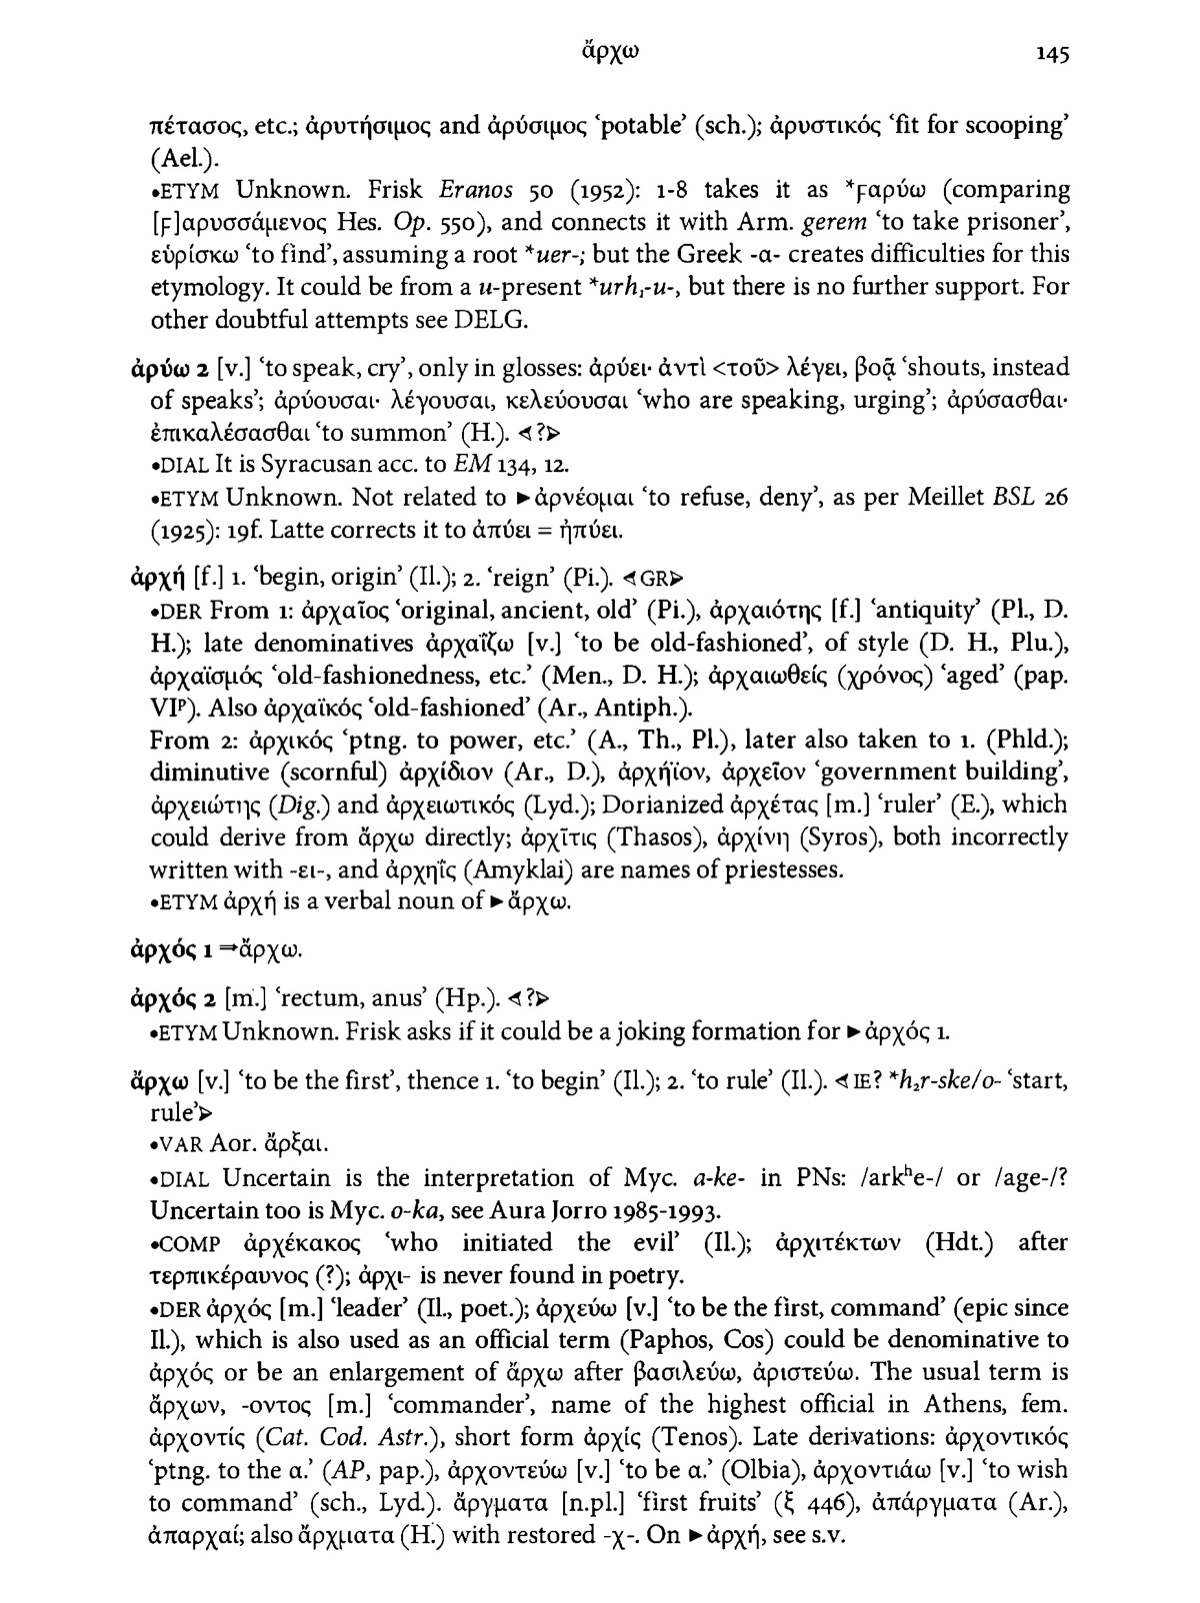 ἄρχω 145
πέτασος, etc.; ἀρυτήσιμος and ἀρύσιμος ‘potable’ (sch.); ἀρυστικός ‘fit for scooping’
(Ael.).
•ETYM Unknown. Frisk Eranos 50 (1952): 1-8 takes it as *ϝαρύω (comparing
[ϝ]αρυσσάμενος Hes. Op. 550), and connects it with Arm. gerem ‘to take prisoner’,
εὑρίσκω ‘to find’, assuming a root *uer-; but the Greek -α- creates difficulties for this
etymology. It could be from a u-present *urh₁-u-, but there is no further support. For
other doubtful attempts see DELG.
ἀρύω 2 [v.] ‘to speak, cry’, only in glosses: ἀρύει· ἀντὶ <τοῦ> λέγει, βοᾷ ‘shouts, instead
of speaks’; ἀρύουσαι· λέγουσαι, κελεύουσαι ‘who are speaking, urging’; ἀρύσασθαι·
ἐπικαλέσασθαι ‘to summon’ (H.). ⊲?⊳
•DIAL It is Syracusan acc. to EM 134, 12.
•ETYM Unknown. Not related to ►ἀρνέομαι ‘to refuse, deny’, as per Meillet BSL 26
(1925): 19f. Latte corrects it to ἀπύει = ἠπύει.
ἀρχή [f.] 1. ‘begin, origin’ (Il.); 2. ‘reign’ (Pi.). ⊲GR⊳
•DER From 1: ἀρχαῖος ‘original, ancient, old’ (Pi.), ἀρχαιότης [f.] ‘antiquity’ (Pl., D.
H.); late denominatives ἀρχαΐζω [v.] ‘to be old-fashioned’, of style (D. H., Plu.),
ἀρχαϊσμός ‘old-fashionedness, etc.’ (Men., D. H.); ἀρχαιωθείς (χρόνος) ‘aged’ (pap.
VIᵖ). Also ἀρχαϊκός ‘old-fashioned’ (Ar., Antiph.).
From 2: ἀρχικός ‘ptng. to power, etc.’ (A., Th., Pl.), later also taken to 1. (Phld.);
diminutive (scornful) ἀρχίδιον (Ar., D.), ἀρχήϊον, ἀρχεῖον ‘government building’,
ἀρχειώτης (Dig.) and ἀρχειωτικός (Lyd.); Dorianized ἀρχέτας [m.] ‘ruler’ (E.), which
could derive from ἄρχω directly; ἀρχῖτις (Thasos), ἀρχίνη (Syros), both incorrectly
written with -ει-, and ἀρχηΐς (Amyklai) are names of priestesses.
•ETYM ἀρχή is a verbal noun of ►ἄρχω.
ἀρχός 1 ⇒ἄρχω.
ἀρχός 2 [m.] ‘rectum, anus’ (Hp.). ⊲?⊳
•ETYM Unknown. Frisk asks if it could be a joking formation for ►ἀρχός 1.
ἄρχω [v.] ‘to be the first’, thence 1. ‘to begin’ (Il.); 2. ‘to rule’ (Il.). ⊲IE? *h₂r-ske/o- ‘start,
rule’⊳
•VAR Aor. ἄρξαι.
•DIAL Uncertain is the interpretation of Myc. a-ke- in PNs: /arkʰe-/ or /age-/?
Uncertain too is Myc. o-ka, see Aura Jorro 1985-1993.
•COMP ἀρχέκακος ‘who initiated the evil’ (Il.); ἀρχιτέκτων (Hdt.) after
τερπικέραυνος (?); ἀρχι- is never found in poetry.
•DER ἀρχός [m.] ‘leader’ (Il., poet.); ἀρχεύω [v.] ‘to be the first, command’ (epic since
Il.), which is also used as an official term (Paphos, Cos) could be denominative to
ἀρχός or be an enlargement of ἄρχω after βασιλεύω, ἀριστεύω. The usual term is
ἄρχων, -οντος [m.] ‘commander’, name of the highest official in Athens, fem.
ἀρχοντίς (Cat. Cod. Astr.), short form ἀρχίς (Tenos). Late derivations: ἀρχοντικός
‘ptng. to the α.’ (AP, pap.), ἀρχοντεύω [v.] ‘to be α.’ (Olbia), ἀρχοντιάω [v.] ‘to wish
to command’ (sch., Lyd.). ἄργματα [n.pl.] ‘first fruits’ (ξ 446), ἀπάργματα (Ar.),
ἀπαρχαί; also ἄρχματα (H.) with restored -χ-. On ►ἀρχή, see s.v.